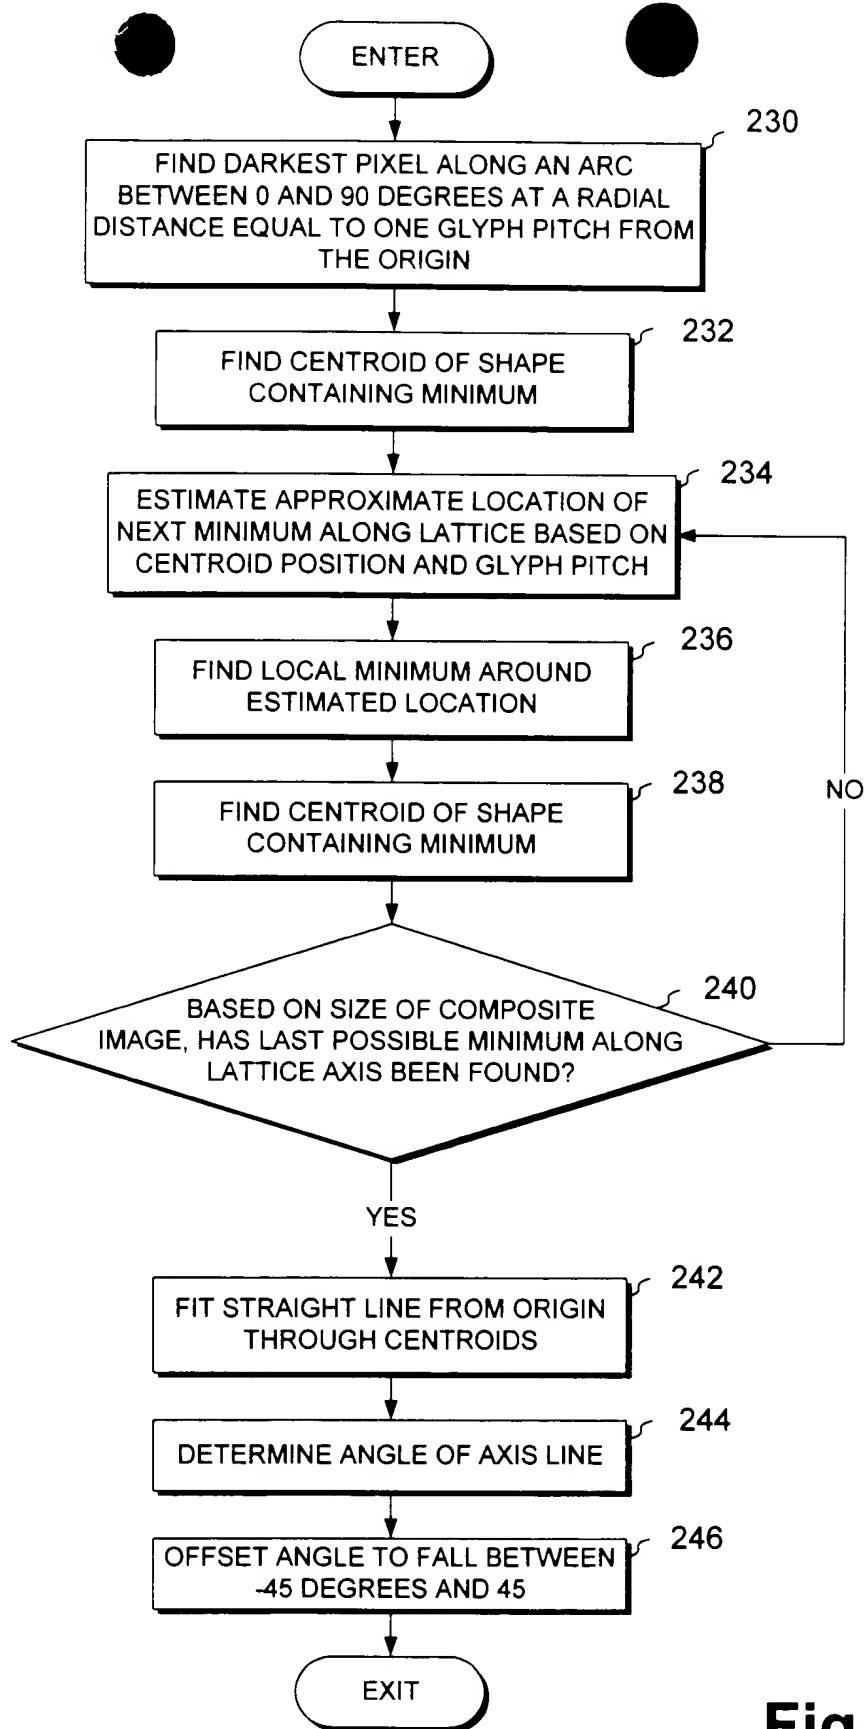 ENTER
230
FIND DARKEST PIXEL ALONG AN ARC
BETWEEN 0 AND 90 DEGREES AT A RADIAL
DISTANCE EQUAL TO ONE GLYPH PITCH FROM
THE ORIGIN
232
FIND CENTROID OF SHAPE
CONTAINING MINIMUM
234
ESTIMATE APPROXIMATE LOCATION OF
NEXT MINIMUM ALONG LATTICE BASED ON
CENTROID POSITION AND GLYPH PITCH
236
FIND LOCAL MINIMUM AROUND
ESTIMATED LOCATION
238
FIND CENTROID OF SHAPE
CONTAINING MINIMUM
NO
240
BASED ON SIZE OF COMPOSITE
IMAGE, HAS LAST POSSIBLE MINIMUM ALONG
LATTICE AXIS BEEN FOUND?
YES
242
FIT STRAIGHT LINE FROM ORIGIN
THROUGH CENTROIDS
244
DETERMINE ANGLE OF AXIS LINE
246
OFFSET ANGLE TO FALL BETWEEN
-45 DEGREES AND 45
EXIT
Fig